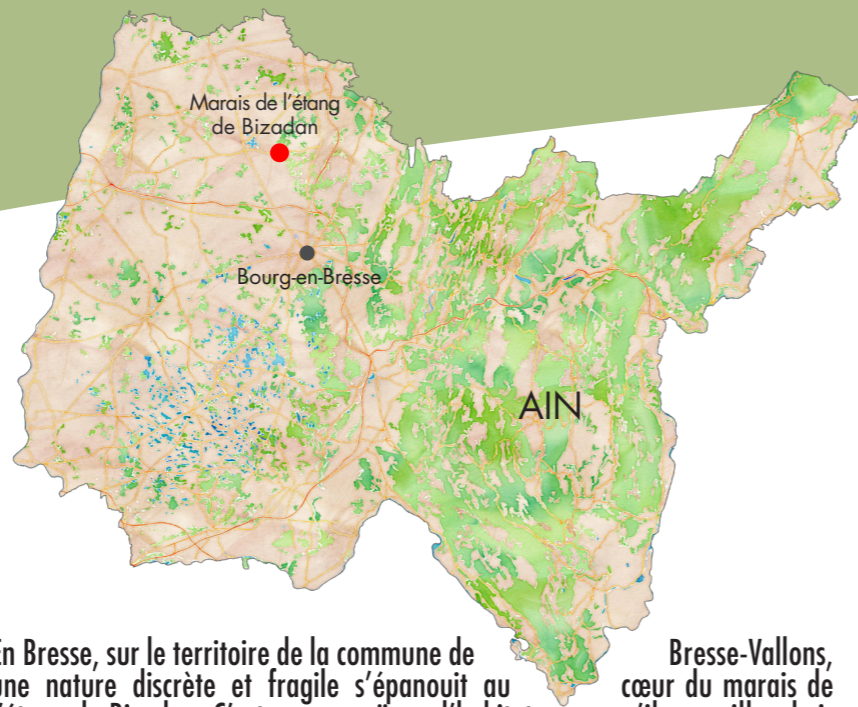 Marais de l'étang
de Bizadan
Bourg-en-Bresse
AIN
En Bresse, sur le territoire de la commune de Bresse-Vallons,
une nature discrète et fragile s'épanouit au cœur du marais de